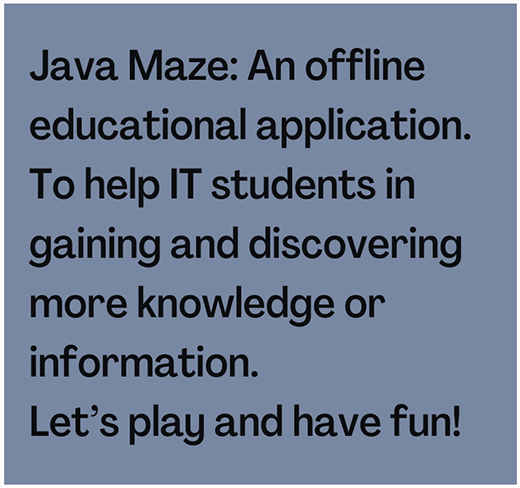 Java Maze: An offline
educational application.
To help IT students in
gaining and discovering
more knowledge or
information.
Let’s play and have fun!